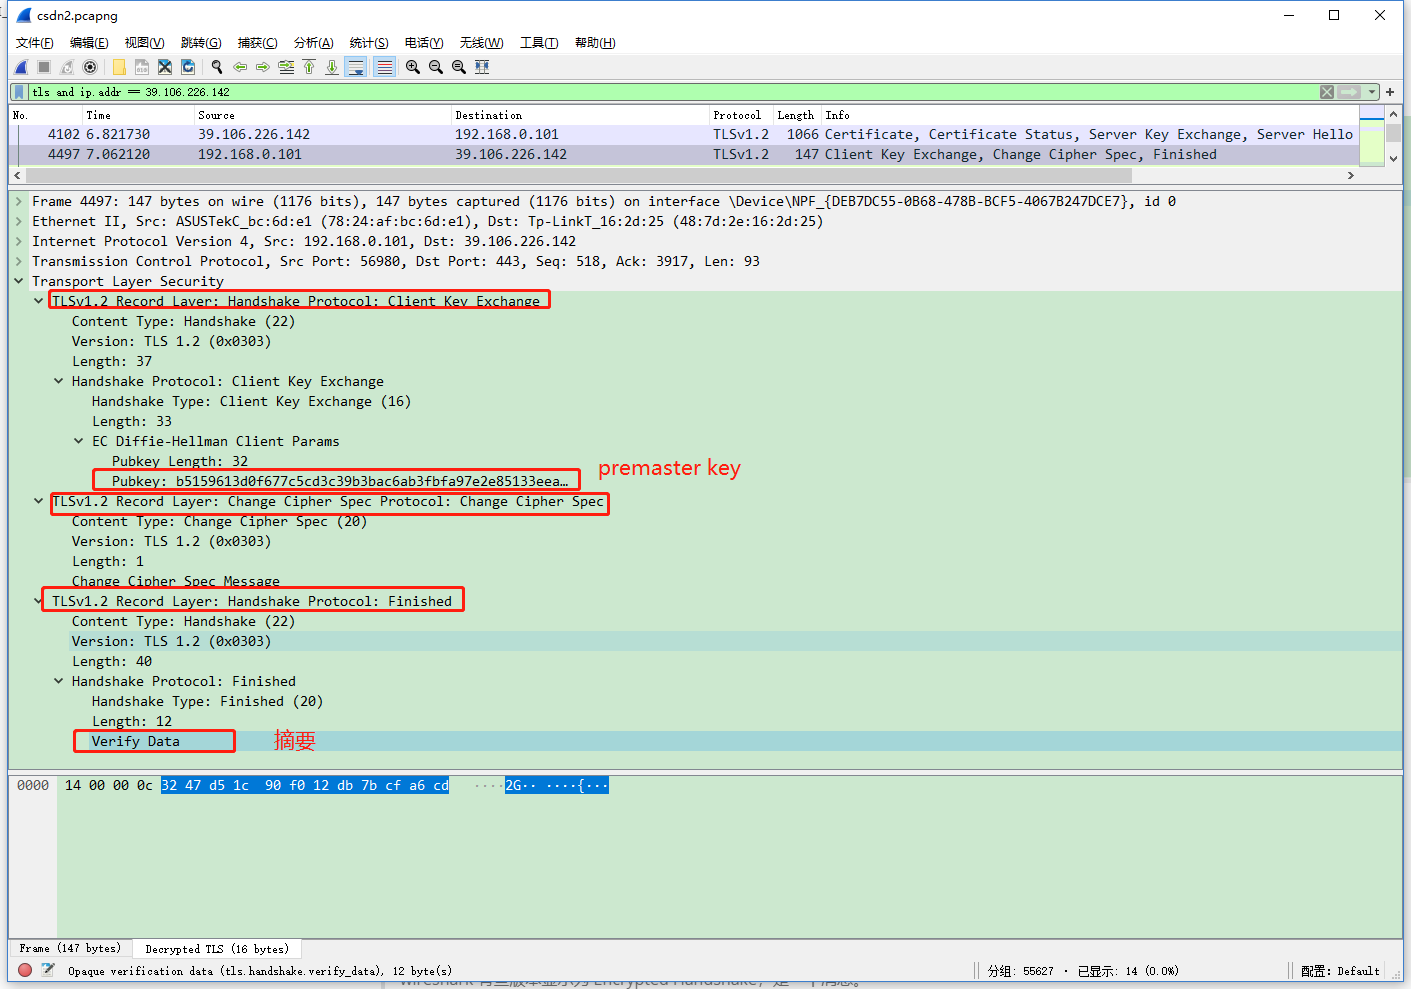 csdn2.pcapng
文件(F) 编辑(E) 视图(V) 跳转(G) 捕获(C) 分析(A) 统计(S) 电话(Y) 无线(W) 工具(T) 帮助(H)
tls and ip.addr == 39.106.226.142
No. Time Source Destination Protocol Length Info
4102 6.821730 39.106.226.142 192.168.0.101 TLSv1.2 1066 Certificate, Certificate Status, Server Key Exchange, Server Hello
4497 7.062120 192.168.0.101 39.106.226.142 TLSv1.2 147 Client Key Exchange, Change Cipher Spec, Finished
Frame 4497: 147 bytes on wire (1176 bits), 147 bytes captured (1176 bits) on interface \Device\NPF_{DEB7DC55-0B68-478B-BCF5-4067B247DCE7}, id 0
Ethernet II, Src: ASUSTekC_bc:6d:e1 (78:24:af:bc:6d:e1), Dst: Tp-LinkT_16:2d:25 (48:7d:2e:16:2d:25)
Internet Protocol Version 4, Src: 192.168.0.101, Dst: 39.106.226.142
Transmission Control Protocol, Src Port: 56980, Dst Port: 443, Seq: 518, Ack: 3917, Len: 93
Transport Layer Security
TLSv1.2 Record Layer: Handshake Protocol: Client Key Exchange
Content Type: Handshake (22)
Version: TLS 1.2 (0x0303)
Length: 37
Handshake Protocol: Client Key Exchange
Handshake Type: Client Key Exchange (16)
Length: 33
EC Diffie-Hellman Client Params
Pubkey Length: 32
premaster key
Pubkey: b5159613d0f677c5cd3c39b3bac6ab3fbfa97e2e85133eea…
TLSv1.2 Record Layer: Change Cipher Spec Protocol: Change Cipher Spec
Content Type: Change Cipher Spec (20)
Version: TLS 1.2 (0x0303)
Length: 1
Change Cipher Spec Message
TLSv1.2 Record Layer: Handshake Protocol: Finished
Content Type: Handshake (22)
Version: TLS 1.2 (0x0303)
Length: 40
Handshake Protocol: Finished
Handshake Type: Finished (20)
Length: 12
Verify Data 摘要
0000 14 00 00 0c 32 47 d5 1c 90 f0 12 db 7b cf a6 cd ····2G·· ····{···
Frame (147 bytes) Decrypted TLS (16 bytes)
Opaque verification data (tls.handshake.verify_data), 12 byte(s) 分组: 55627 · 已显示: 14 (0.0%) 配置: Default